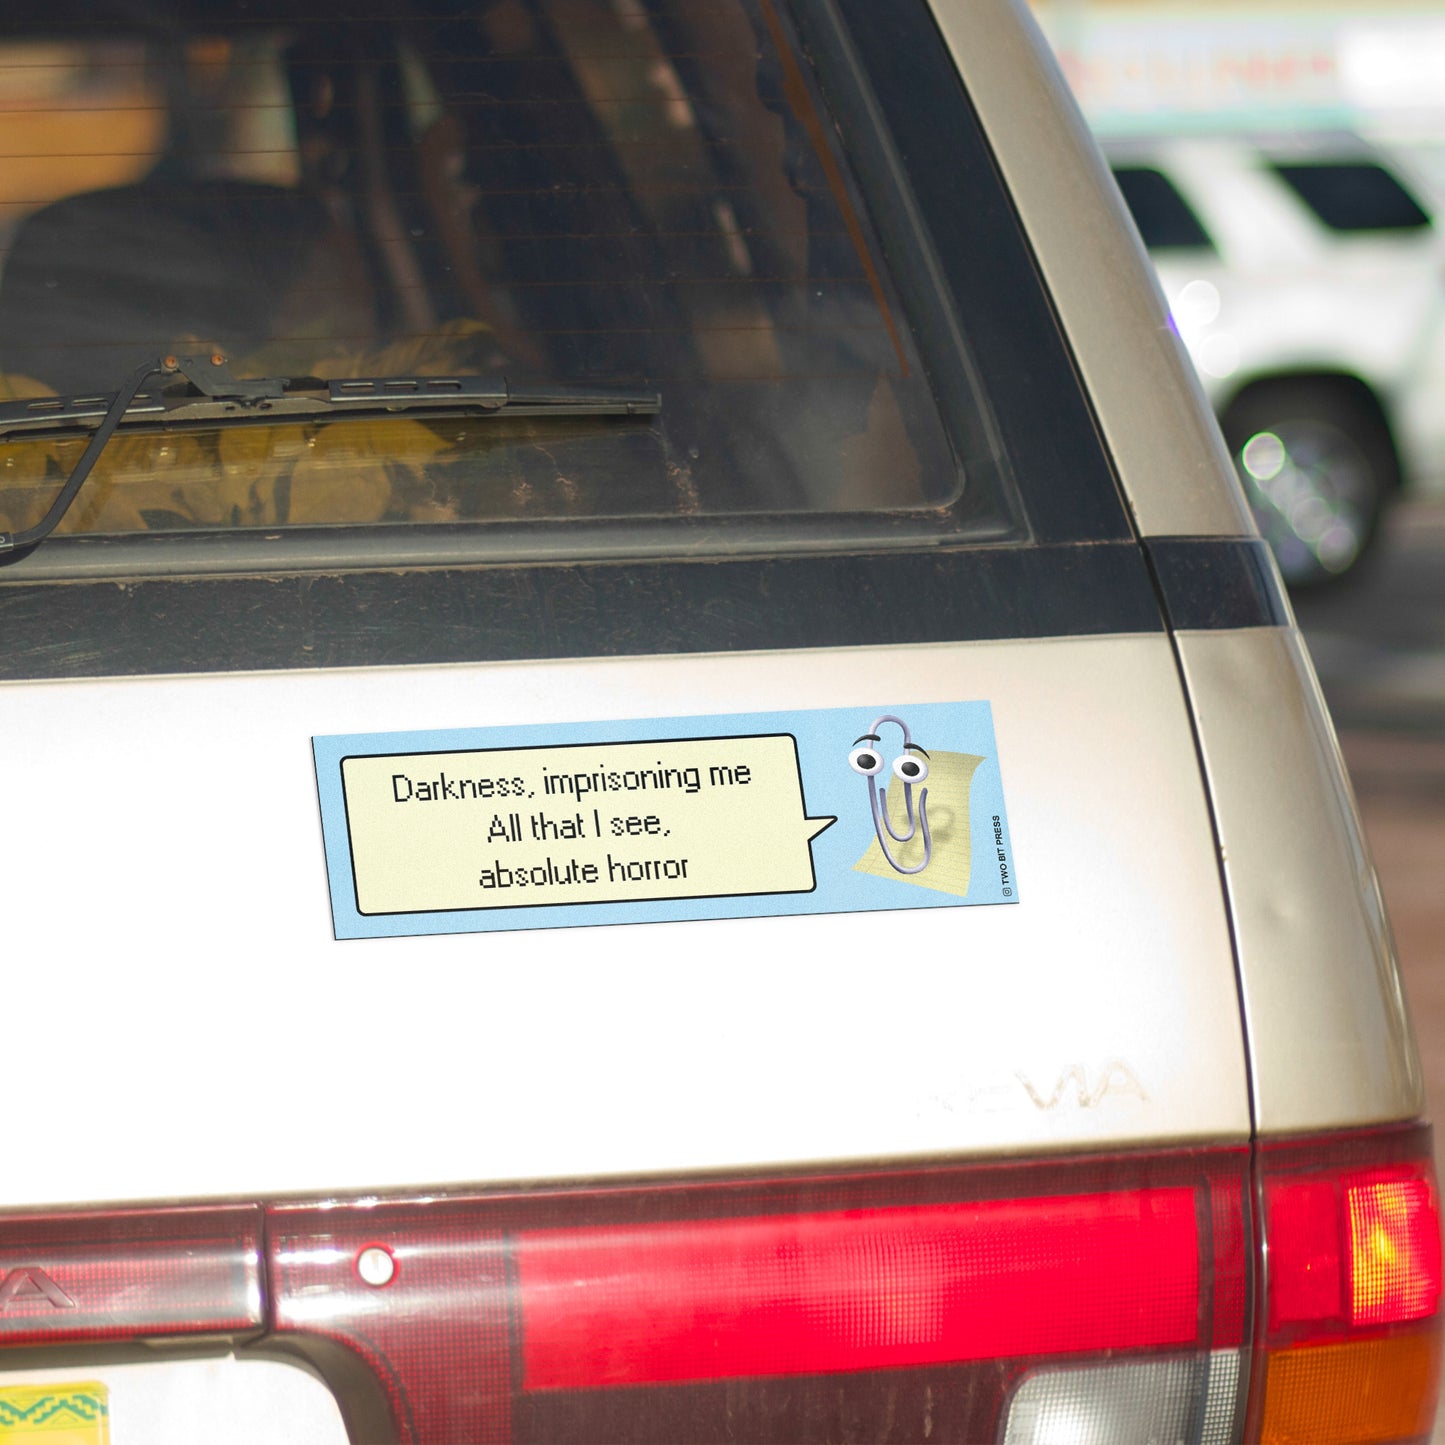 Darkness, imprisoning me
All that I see,
absolute horror
TWO BIT PRESS